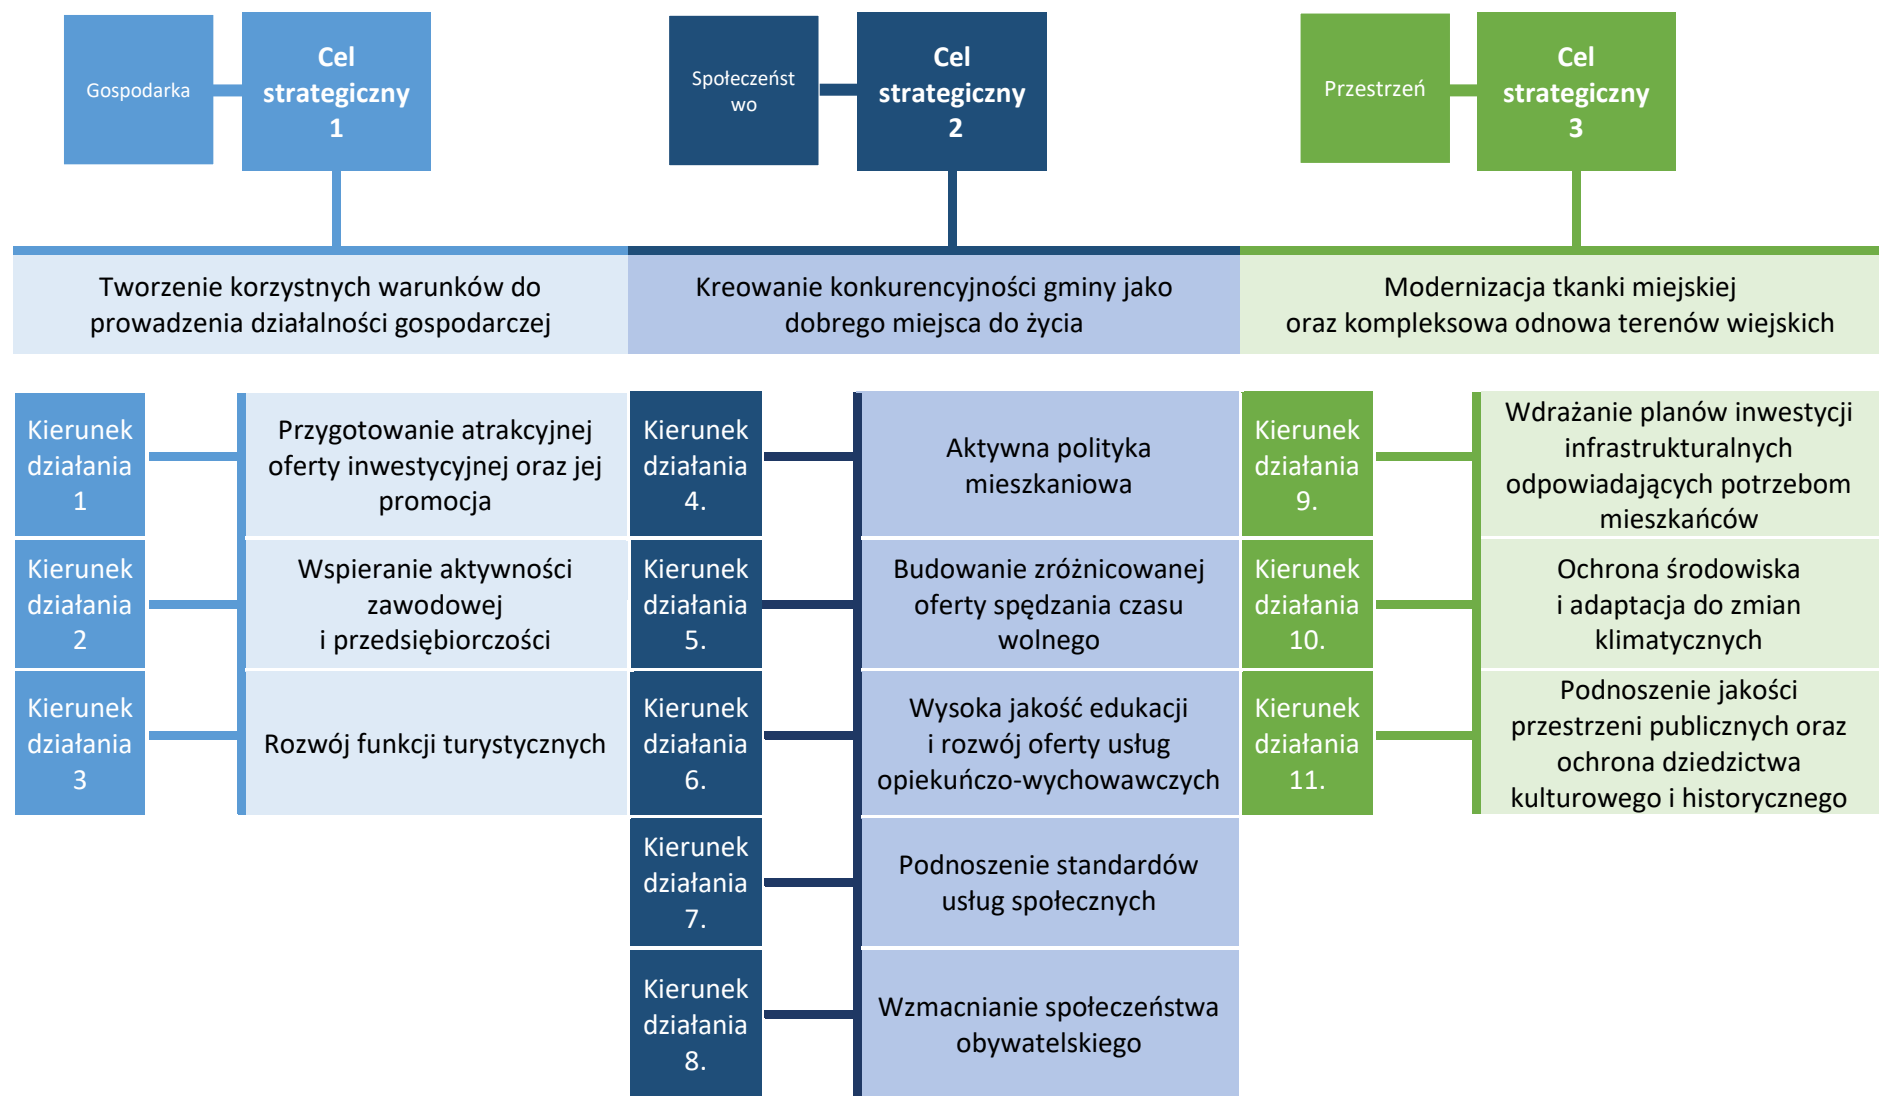 Gospodarka
Cel
strategiczny
1
Społeczeńst
wo
Cel
strategiczny
2
Przestrzeń
Cel
strategiczny
3
Tworzenie korzystnych warunków do
prowadzenia działalności gospodarczej
Kreowanie konkurencyjności gminy jako
dobrego miejsca do życia
Modernizacja tkanki miejskiej
oraz kompleksowa odnowa terenów wiejskich
Kierunek
działania
1
Przygotowanie atrakcyjnej
oferty inwestycyjnej oraz jej
promocja
Kierunek
działania
2
Wspieranie aktywności
zawodowej
i przedsiębiorczości
Kierunek
działania
3
Rozwój funkcji turystycznych
Kierunek
działania
4.
Aktywna polityka
mieszkaniowa
Kierunek
działania
5.
Budowanie zróżnicowanej
oferty spędzania czasu
wolnego
Kierunek
działania
6.
Wysoka jakość edukacji
i rozwój oferty usług
opiekuńczo-wychowawczych
Kierunek
działania
7.
Podnoszenie standardów
usług społecznych
Kierunek
działania
8.
Wzmacnianie społeczeństwa
obywatelskiego
Kierunek
działania
9.
Wdrażanie planów inwestycji
infrastrukturalnych
odpowiadających potrzebom
mieszkańców
Kierunek
działania
10.
Ochrona środowiska
i adaptacja do zmian
klimatycznych
Kierunek
działania
11.
Podnoszenie jakości
przestrzeni publicznych oraz
ochrona dziedzictwa
kulturowego i historycznego